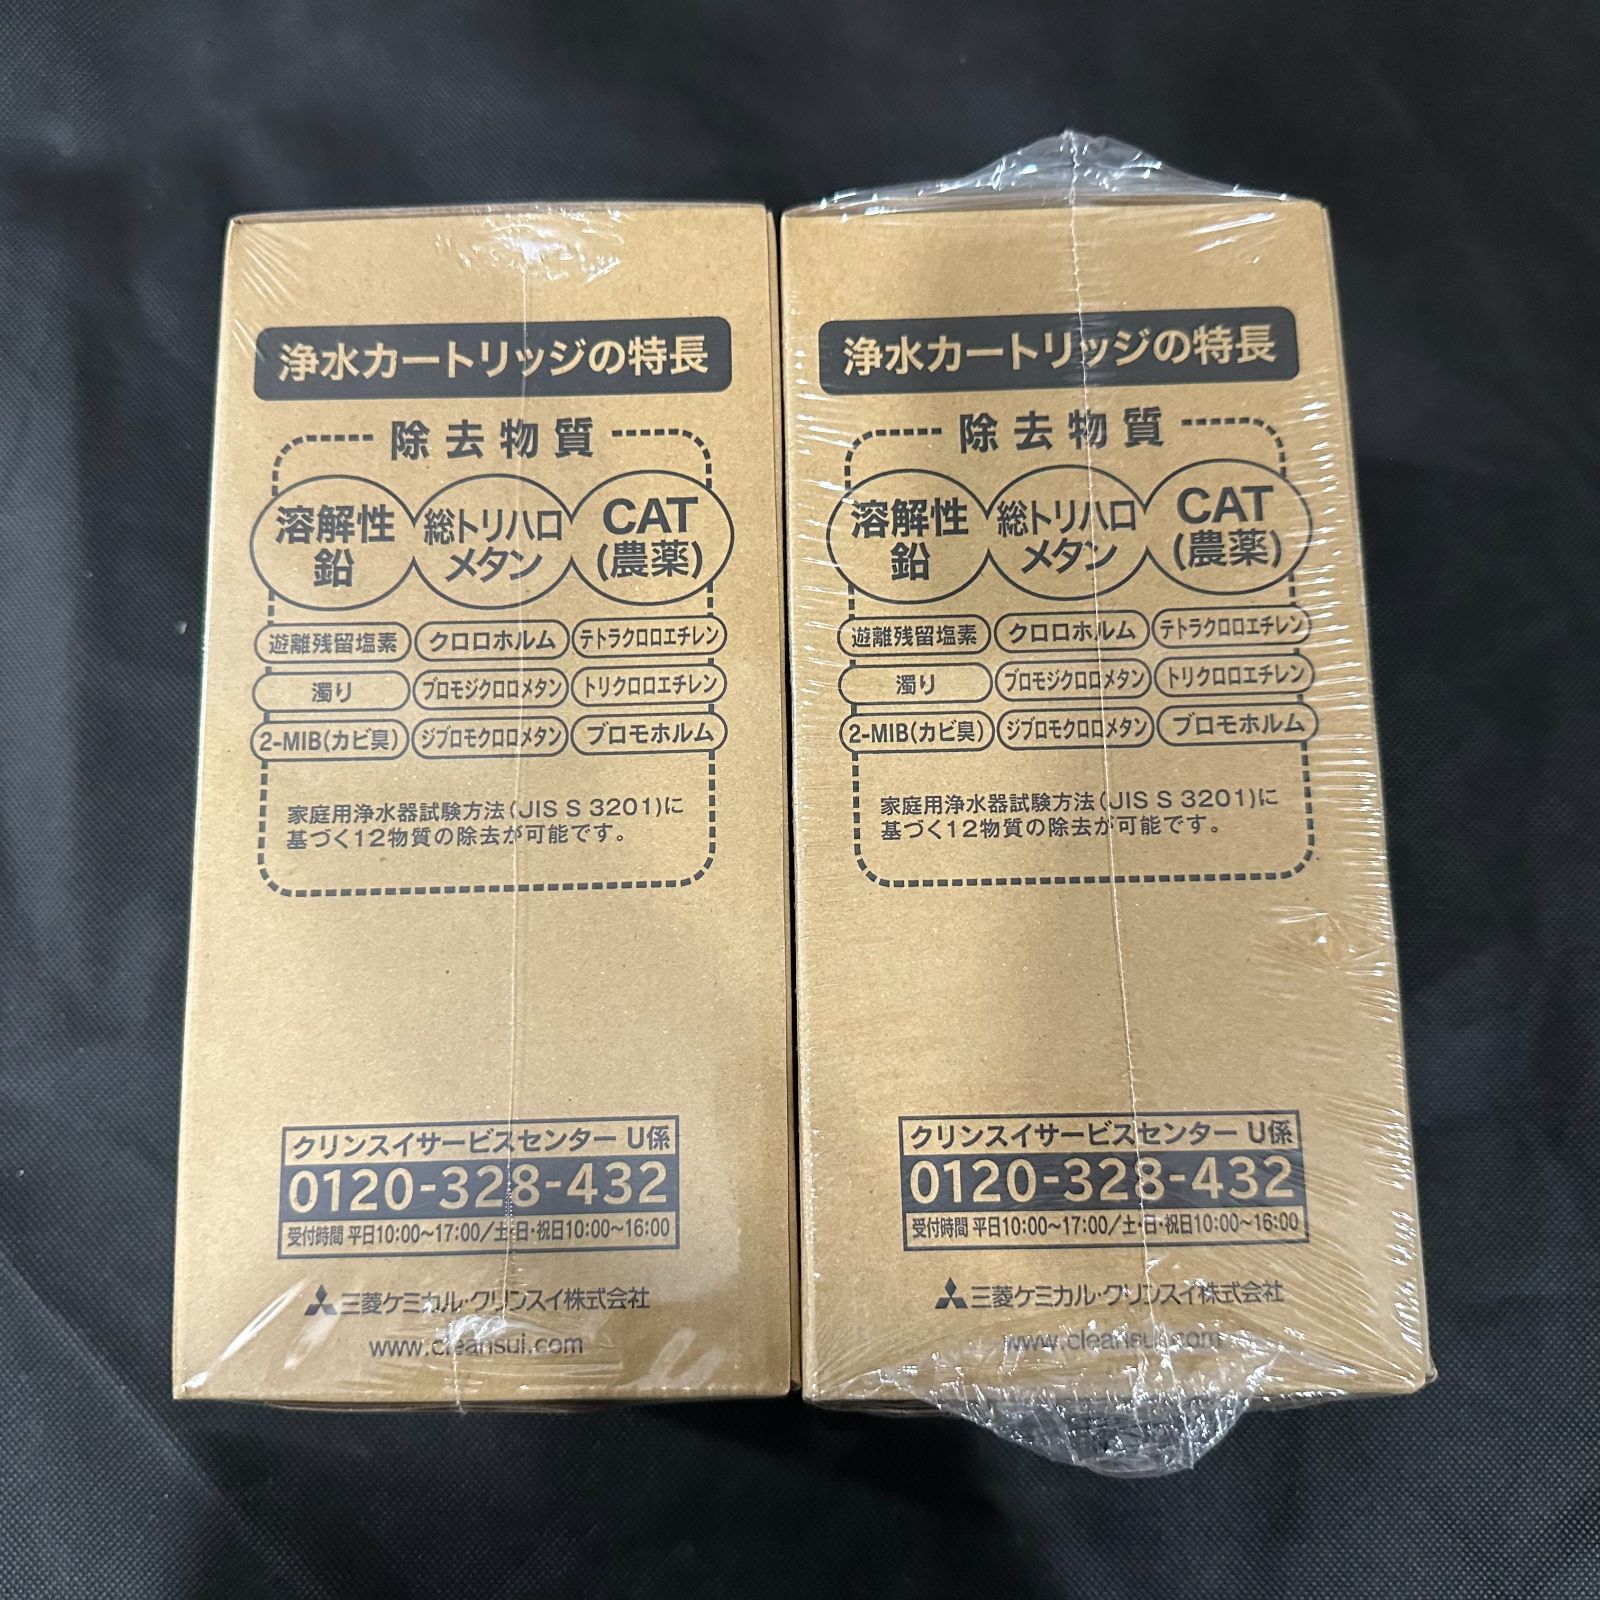 浄水カートリッジの特長
除去物質
溶解性
鉛
総トリハロ
メタン
CAT
(農薬)
遊離残留塩素
クロロホルム
テトラクロロエチレン
濁り
ブロモジクロロメタン
トリクロロエチレン
2-MIB(カビ臭)
ジブロモクロロメタン
ブロモホルム
家庭用浄水器試験方法(JIS S 3201)に
基づく12物質の除去が可能です。
クリンスイサービスセンター U係
0120-328-432
受付時間 平日10:00〜17:00/土・日・祝日10:00〜16:00
三菱ケミカル・クリンスイ株式会社
www.cleansui.com
浄水カートリッジの特長
除去物質
溶解性
鉛
総トリハロ
メタン
CAT
(農薬)
遊離残留塩素
クロロホルム
テトラクロロエチレン
濁り
ブロモジクロロメタン
トリクロロエチレン
2-MIB(カビ臭)
ジブロモクロロメタン
ブロモホルム
家庭用浄水器試験方法(JIS S 3201)に
基づく12物質の除去が可能です。
クリンスイサービスセンター U係
0120-328-432
受付時間 平日10:00〜17:00/土・日・祝日10:00〜16:00
三菱ケミカル・クリンスイ株式会社
www.cleansui.com